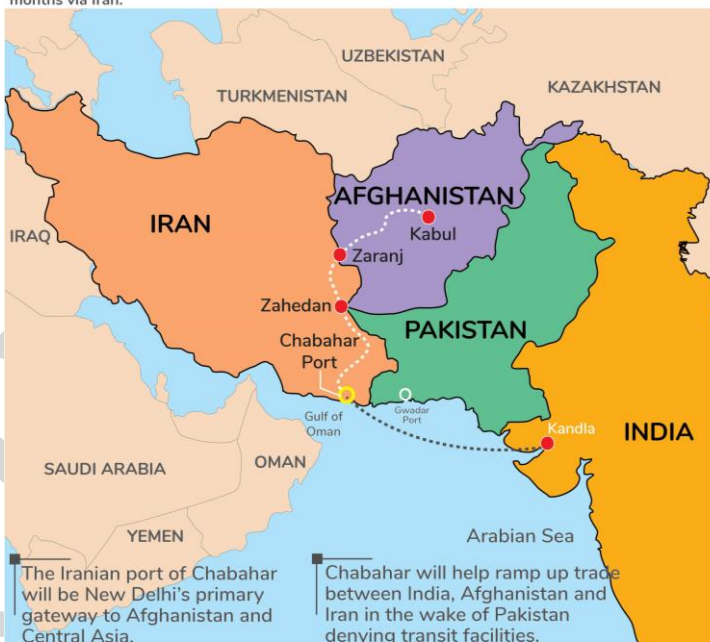 months via Iran.
UZBEKISTAN
KAZAKHSTAN
TURKMENISTAN
AFGHANISTAN
IRAN
Kabul
IRAQ
Zaranj
Zahedan
PAKISTAN
Chabahar
Port
Gulf of
Oman
Gwadar
Port
Kandla
INDIA
SAUDI ARABIA
OMAN
YEMEN
Arabian Sea
The Iranian port of Chabahar
will be New Delhi's primary
gateway to Afghanistan and
Central Asia.
Chabahar will help ramp up trade
between India, Afghanistan and
Iran in the wake of Pakistan
denying transit facilities.